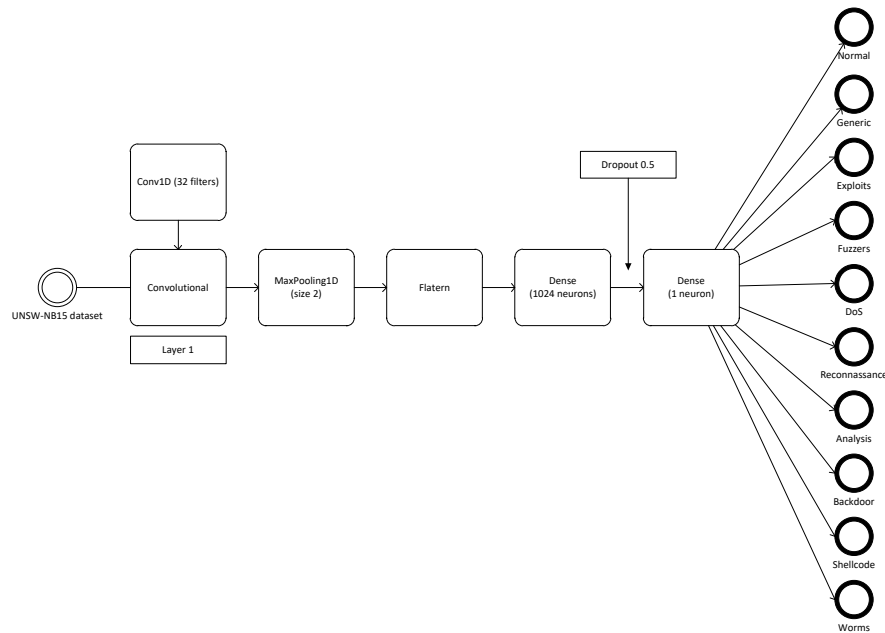 Normal
Generic
Dropout 0.5
Exploits
Conv1D (32 filters)
Fuzzers
UNSW-NB15 dataset
Convolutional
MaxPooling1D
(size 2)
Flatern
Dense
(1024 neurons)
Dense
(1 neuron)
DoS
Layer 1
Reconnassance
Analysis
Backdoor
Shellcode
Worms